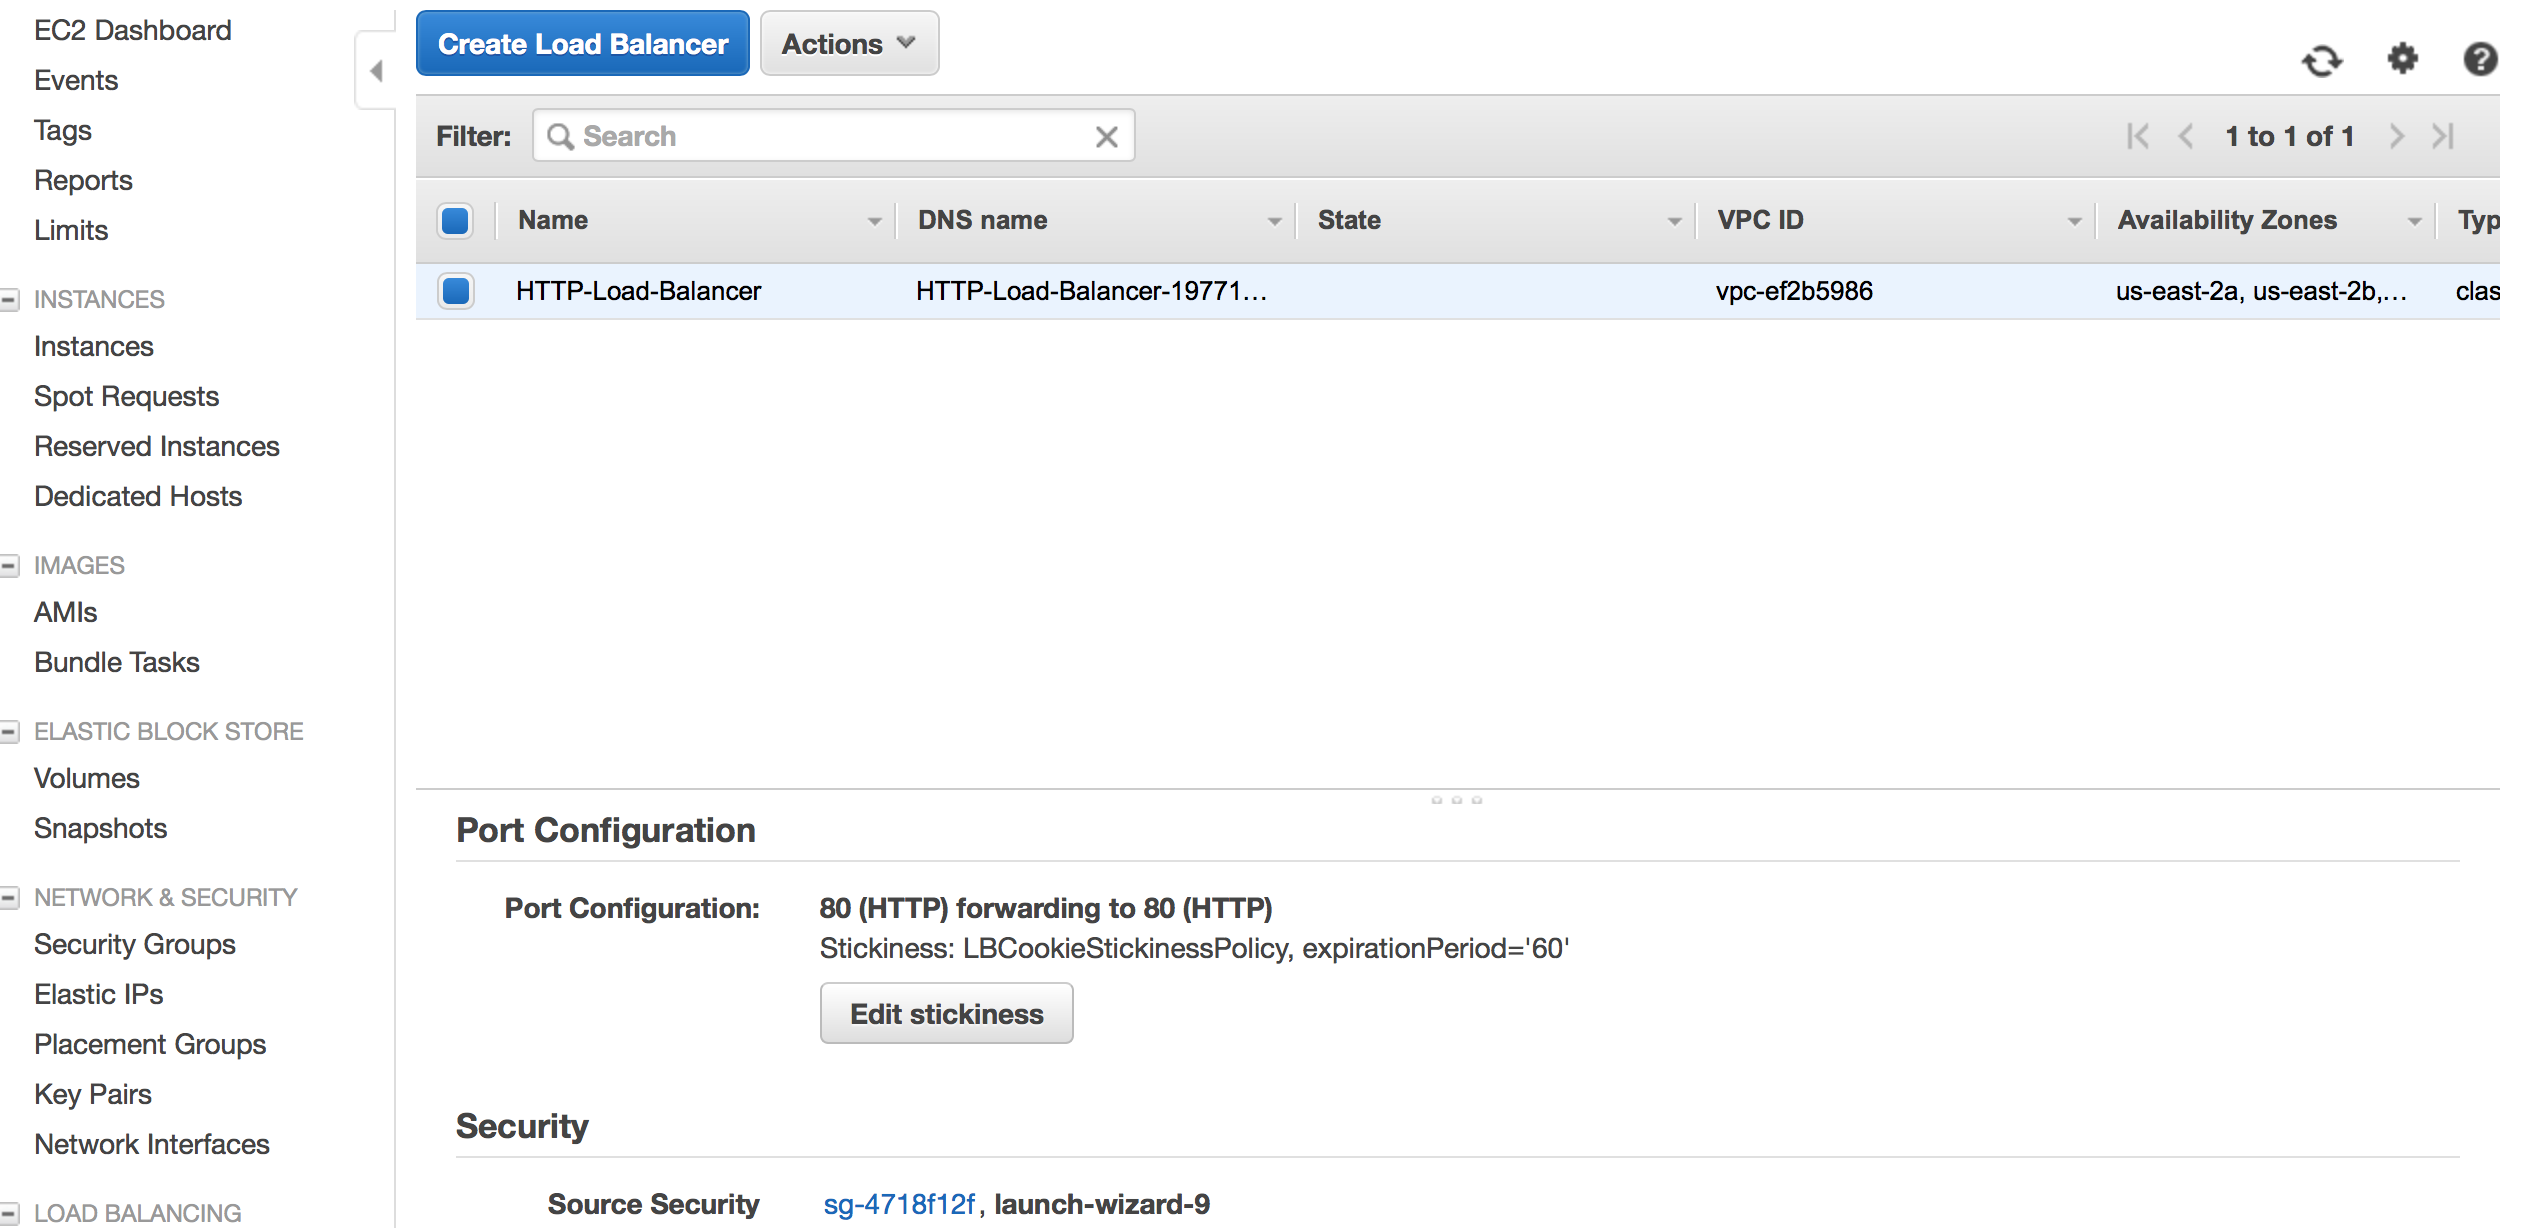 EC2 Dashboard
Events
Tags
Reports
Limits
INSTANCES
Instances
Spot Requests
Reserved Instances
Dedicated Hosts
IMAGES
AMIs
Bundle Tasks
ELASTIC BLOCK STORE
Volumes
Snapshots
NETWORK & SECURITY
Security Groups
Elastic IPs
Placement Groups
Key Pairs
Network Interfaces
LOAD BALANCING
Create Load Balancer Actions
Filter: Search 1 to 1 of 1
Name DNS name State VPC ID Availability Zones Typ
HTTP-Load-Balancer HTTP-Load-Balancer-19771... vpc-ef2b5986 us-east-2a, us-east-2b,... clas
Port Configuration
Port Configuration: 80 (HTTP) forwarding to 80 (HTTP)
Stickiness: LBCookieStickinessPolicy, expirationPeriod='60'
Edit stickiness
Security
Source Security sg-4718f12f, launch-wizard-9